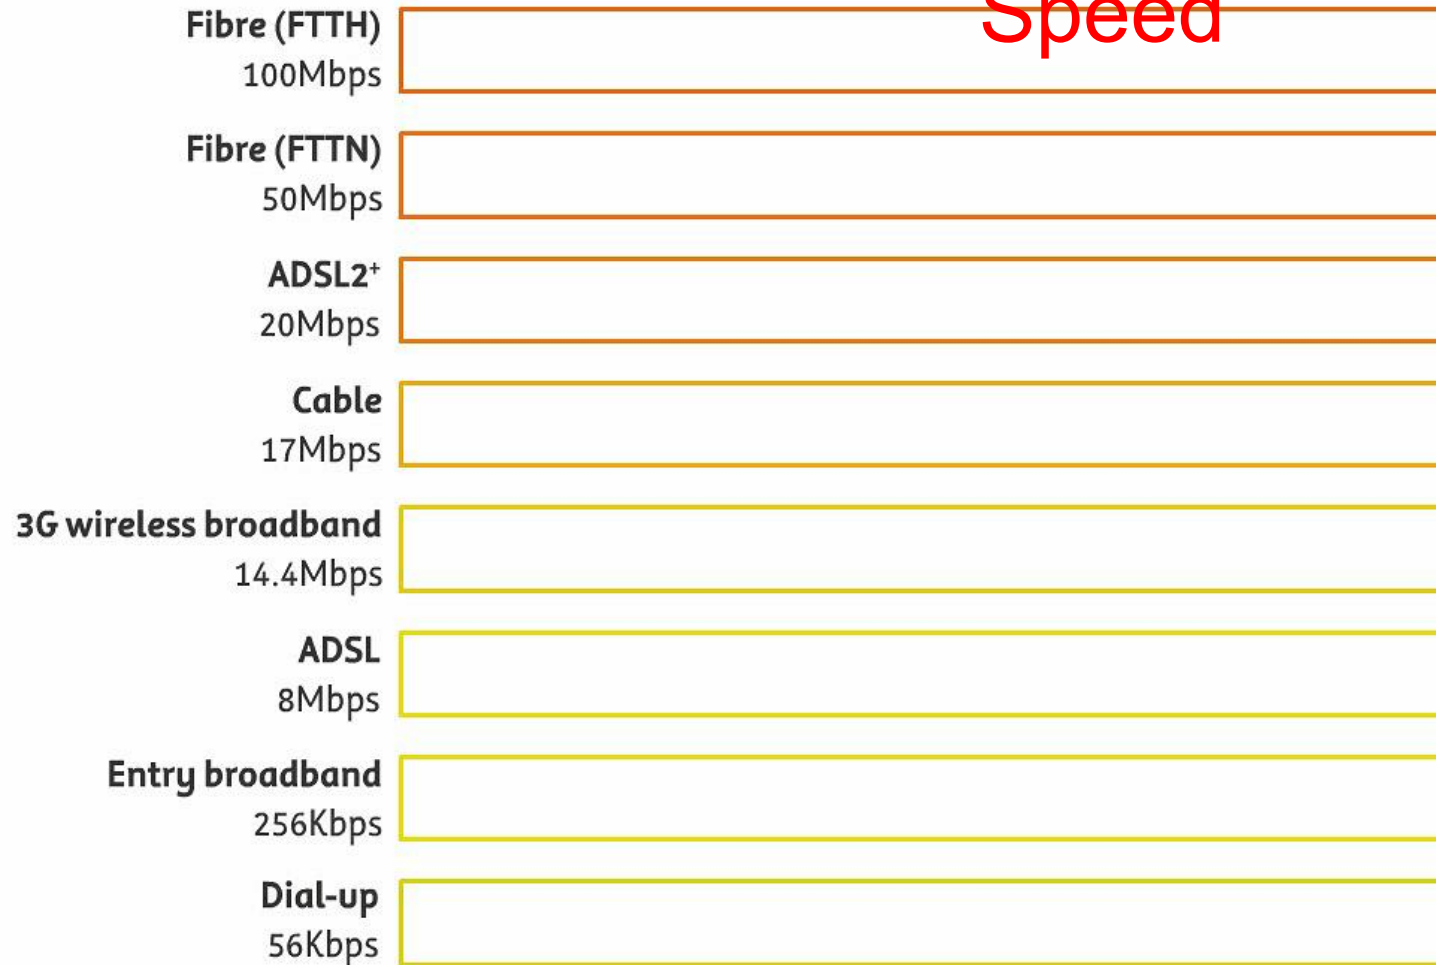 Speed
Fibre (FTTH)
100Mbps
Fibre (FTTN)
50Mbps
ADSL2⁺
20Mbps
Cable
17Mbps
3G wireless broadband
14.4Mbps
ADSL
8Mbps
Entry broadband
256Kbps
Dial-up
56Kbps